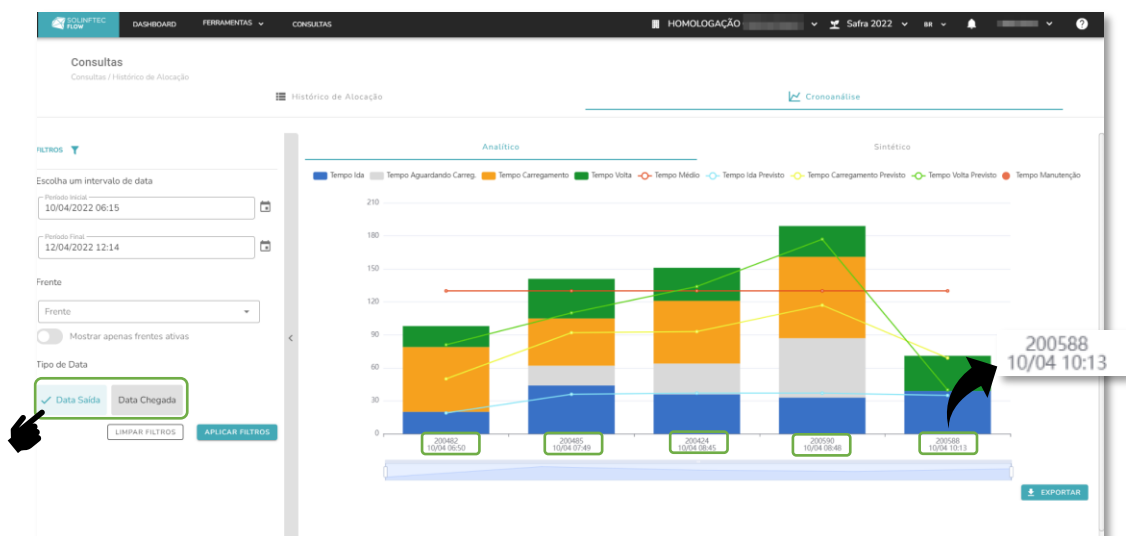 SOLINFTEC
FLOW
DASHBOARD
FERRAMENTAS
CONSULTAS
HOMOLOGAÇÃO
Safra 2022
BR
?
Consultas
Consultas / Histórico de Alocação
Histórico de Alocação
Cronoanálise
FILTROS
Escolha um intervalo de data
Período Inicial
10/04/2022 06:15
Período Final
12/04/2022 12:14
Frente
Frente
Mostrar apenas frentes ativas
Tipo de Data
Data Saída
Data Chegada
LIMPAR FILTROS
APLICAR FILTROS
<
Analítico
Sintético
Tempo Ida
Tempo Aguardando Carreg.
Tempo Carregamento
Tempo Volta
Tempo Médio
Tempo Ida Previsto
Tempo Carregamento Previsto
Tempo Volta Previsto
Tempo Manutenção
210
180
150
120
90
60
30
0
200482
10/04 06:50
200485
10/04 07:49
200424
10/04 08:45
200590
10/04 08:48
200588
10/04 10:13
200588
10/04 10:13
EXPORTAR